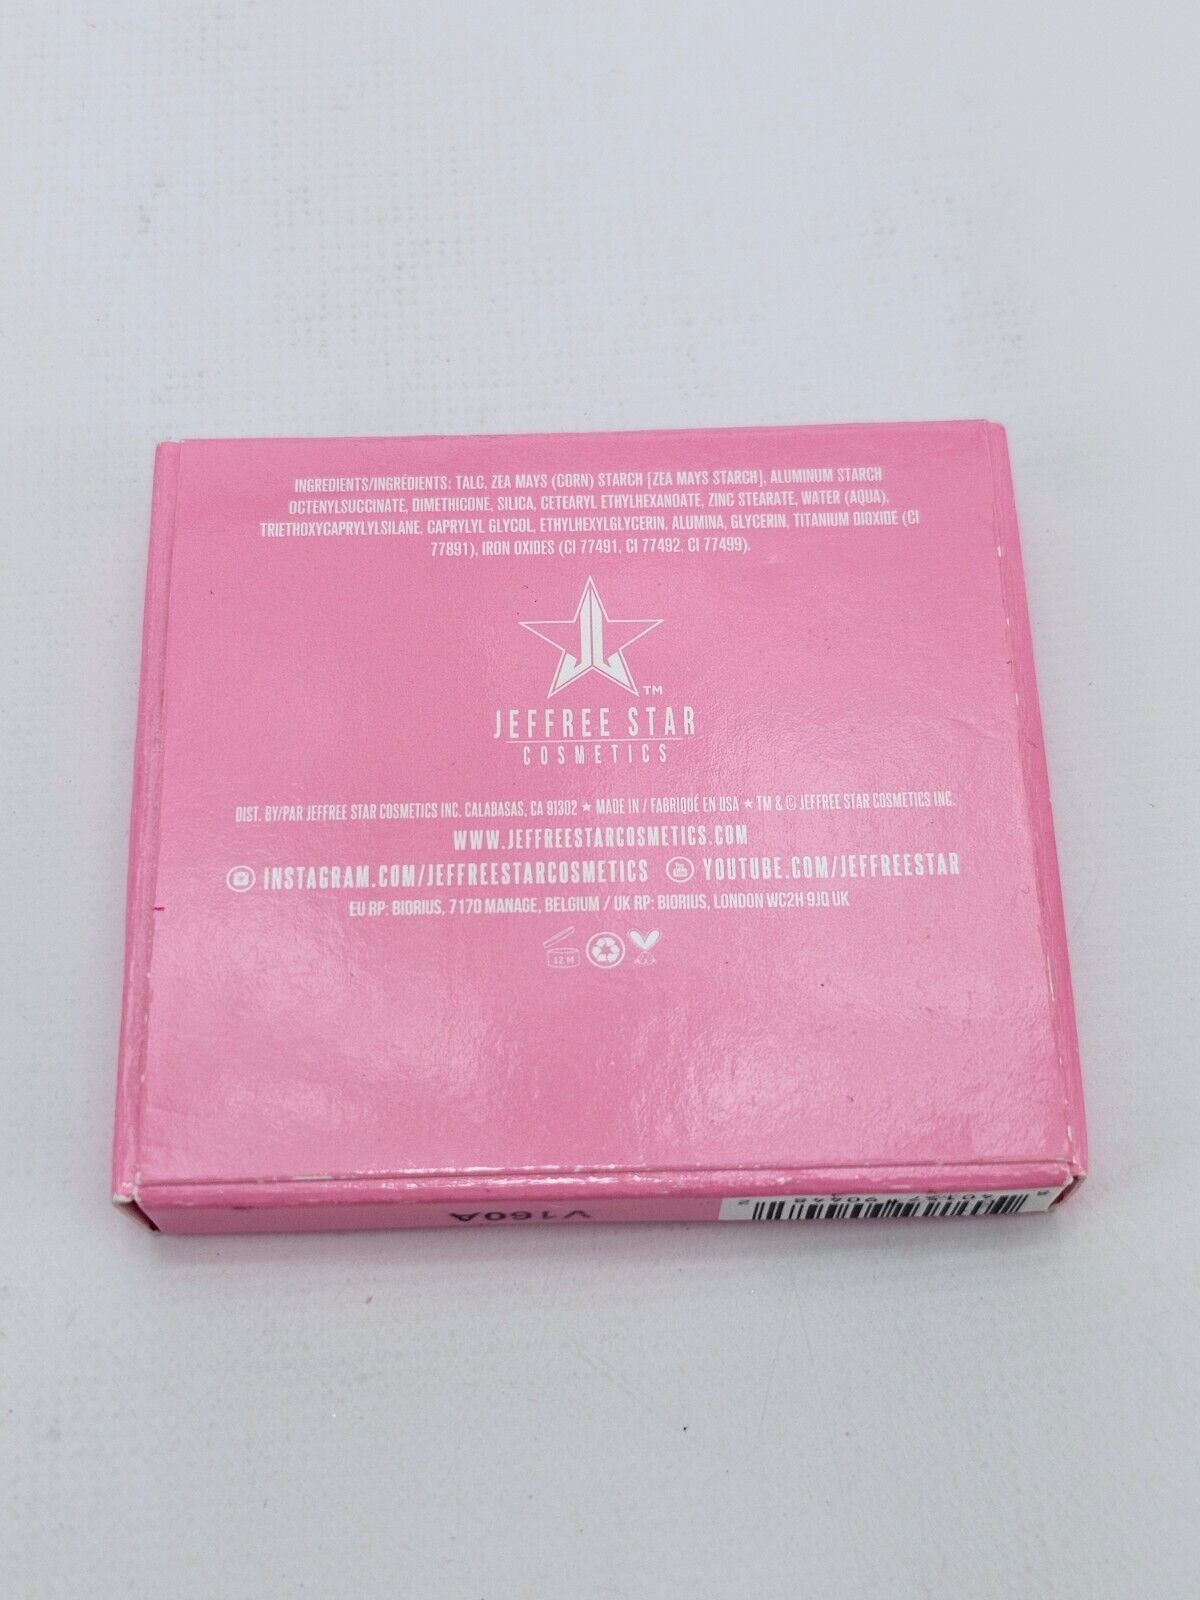 INGREDIENTS/INGRÉDIENTS: TALC, ZEA MAYS (CORN) STARCH [ZEA MAYS STARCH], ALUMINUM STARCH
OCTENYLSUCCINATE, DIMETHICONE, SILICA, CETEARYL ETHYLHEXANOATE, ZINC STEARATE, WATER (AQUA),
TRIETHOXYCAPRYLYLSILANE, CAPRYLYL GLYCOL, ETHYLHEXYLGLYCERIN, ALUMINA, GLYCERIN, TITANIUM DIOXIDE (CI
77891), IRON OXIDES (CI 77491, CI 77492, CI 77499).
TM
JEFFREE STAR
COSMETICS
DIST. BY/PAR JEFFREE STAR COSMETICS INC. CALABASAS, CA 91302 ★ MADE IN / FABRIQUÉ EN USA ★ TM & © JEFFREE STAR COSMETICS INC.
WWW.JEFFREESTARCOSMETICS.COM
INSTAGRAM.COM/JEFFREESTARCOSMETICS YOUTUBE.COM/JEFFREESTAR
EU RP: BIORIUS, 7170 MANAGE, BELGIUM / UK RP: BIORIUS, LONDON WC2H 9JQ UK
12 M
V160A